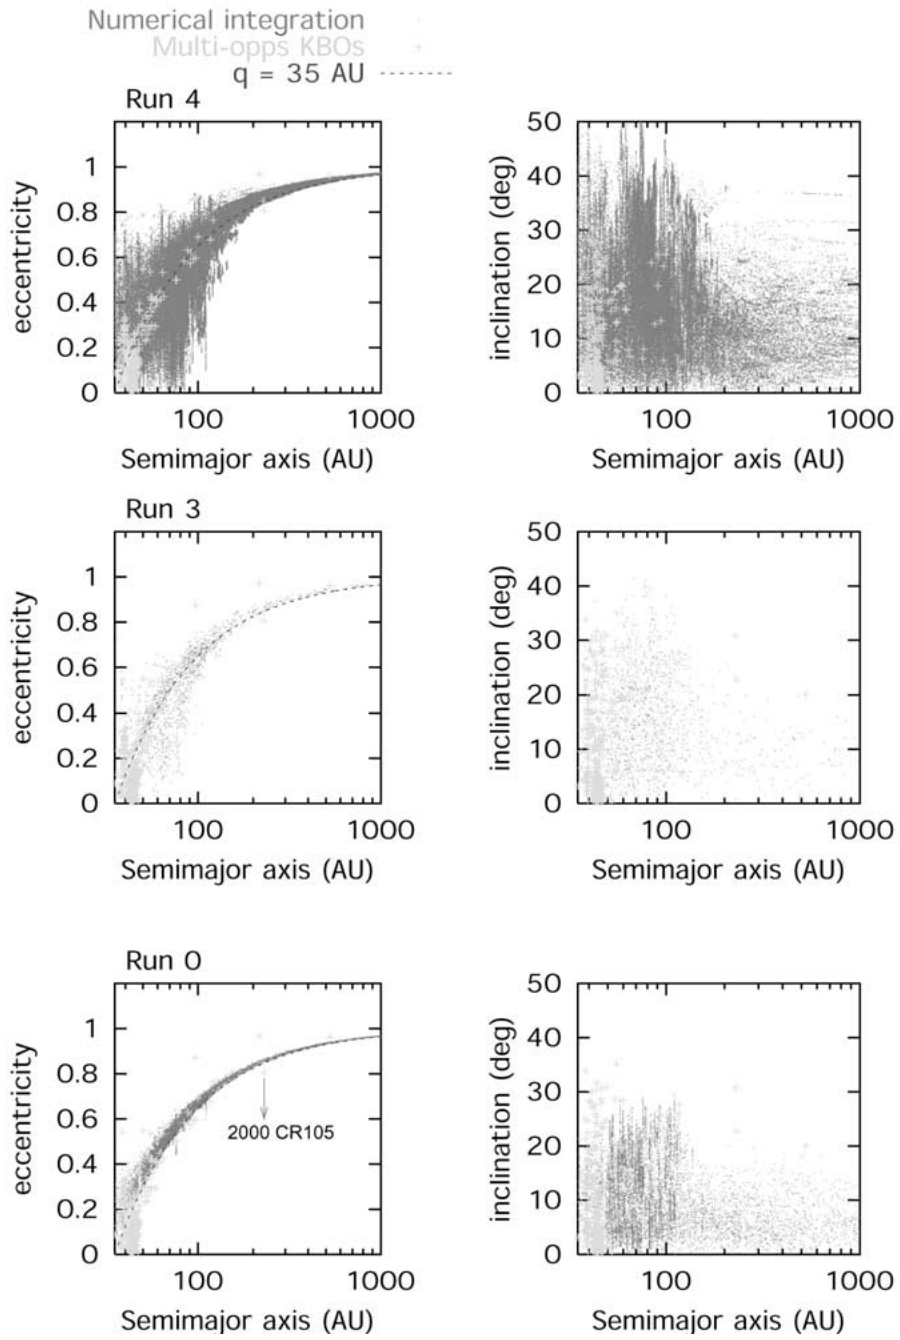 Numerical integration
Multi-opps KBOs
q = 35 AU
Run 4
eccentricity
1
0.8
0.6
0.4
0.2
0
100
1000
Semimajor axis (AU)
inclination (deg)
50
40
30
20
10
0
100
1000
Semimajor axis (AU)
Run 3
eccentricity
1
0.8
0.6
0.4
0.2
0
100
1000
Semimajor axis (AU)
inclination (deg)
50
40
30
20
10
0
100
1000
Semimajor axis (AU)
Run 0
eccentricity
1
0.8
0.6
0.4
0.2
0
2000 CR105
100
1000
Semimajor axis (AU)
inclination (deg)
50
40
30
20
10
0
100
1000
Semimajor axis (AU)